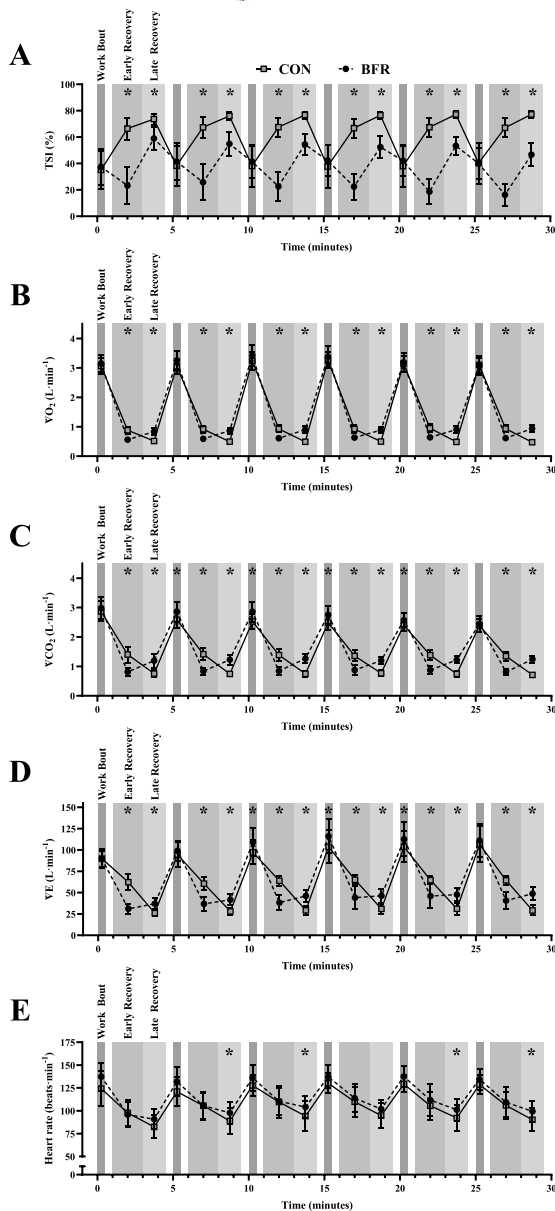 A
Work Bout
Early Recovery
Late Recovery
CON BFR
* * * * * * * * * * * *
TSI (%)
100
80
60
40
20
0
0 5 10 15 20 25 30
Time (minutes)
B
Work Bout
Early Recovery
Late Recovery
* * * * * * * * * * * *
V̇O₂ (L·min⁻¹)
4
3
2
1
0
0 5 10 15 20 25 30
Time (minutes)
C
Work Bout
Early Recovery
Late Recovery
* * * * * * * * * * * * * * * *
V̇CO₂ (L·min⁻¹)
4
3
2
1
0
0 5 10 15 20 25 30
Time (minutes)
D
Work Bout
Early Recovery
Late Recovery
* * * * * * * * * * * * * * *
V̇E (L·min⁻¹)
150
125
100
75
50
25
0
0 5 10 15 20 25 30
Time (minutes)
E
Work Bout
Early Recovery
Late Recovery
* * * *
Heart rate (beats·min⁻¹)
175
150
125
100
75
50
0
0 5 10 15 20 25 30
Time (minutes)